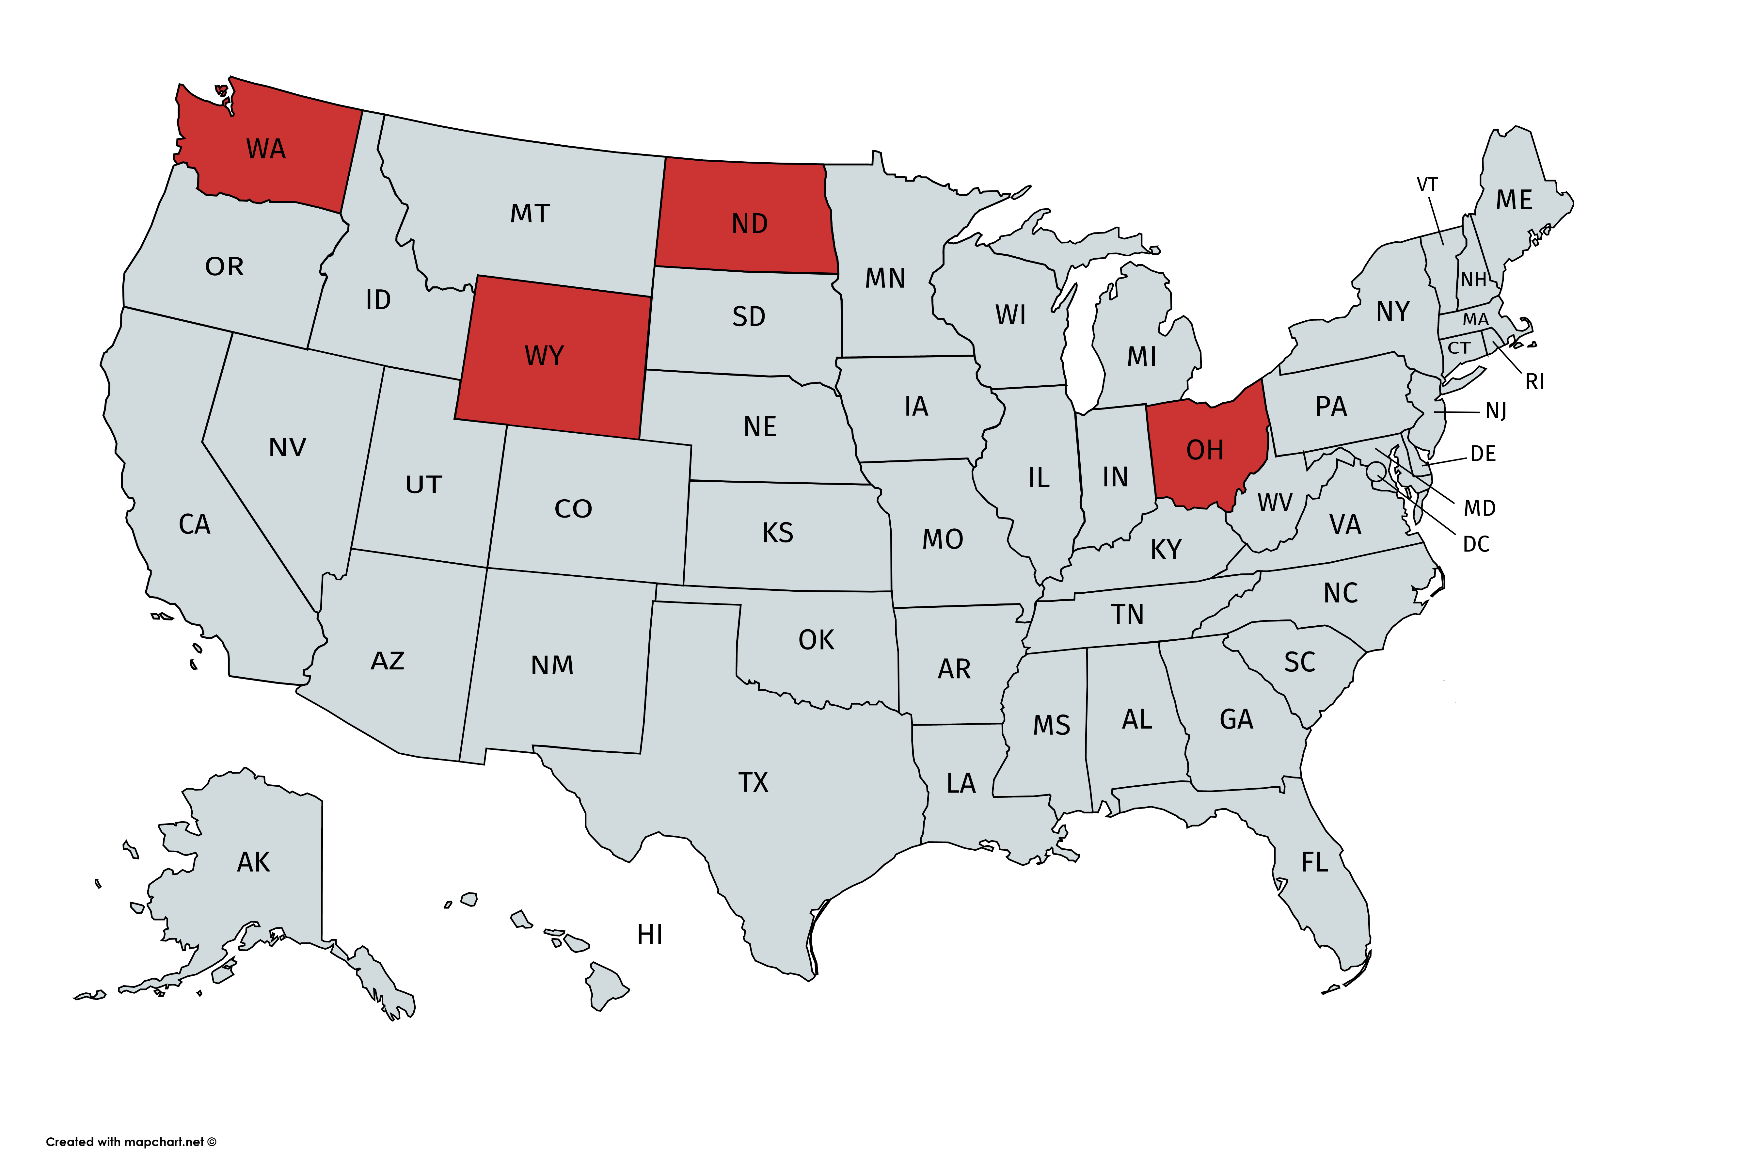 WA
MT
ND
MN
OR
ID
WY
SD
WI
MI
VT
ME
NH
NY
MA
CT
RI
PA
NJ
NV
UT
CO
NE
IA
IL
IN
OH
DE
MD
DC
WV
VA
CA
KS
MO
KY
NC
TN
AZ
NM
OK
AR
SC
MS
AL
GA
TX
LA
FL
AK
HI
Created with mapchart.net ©